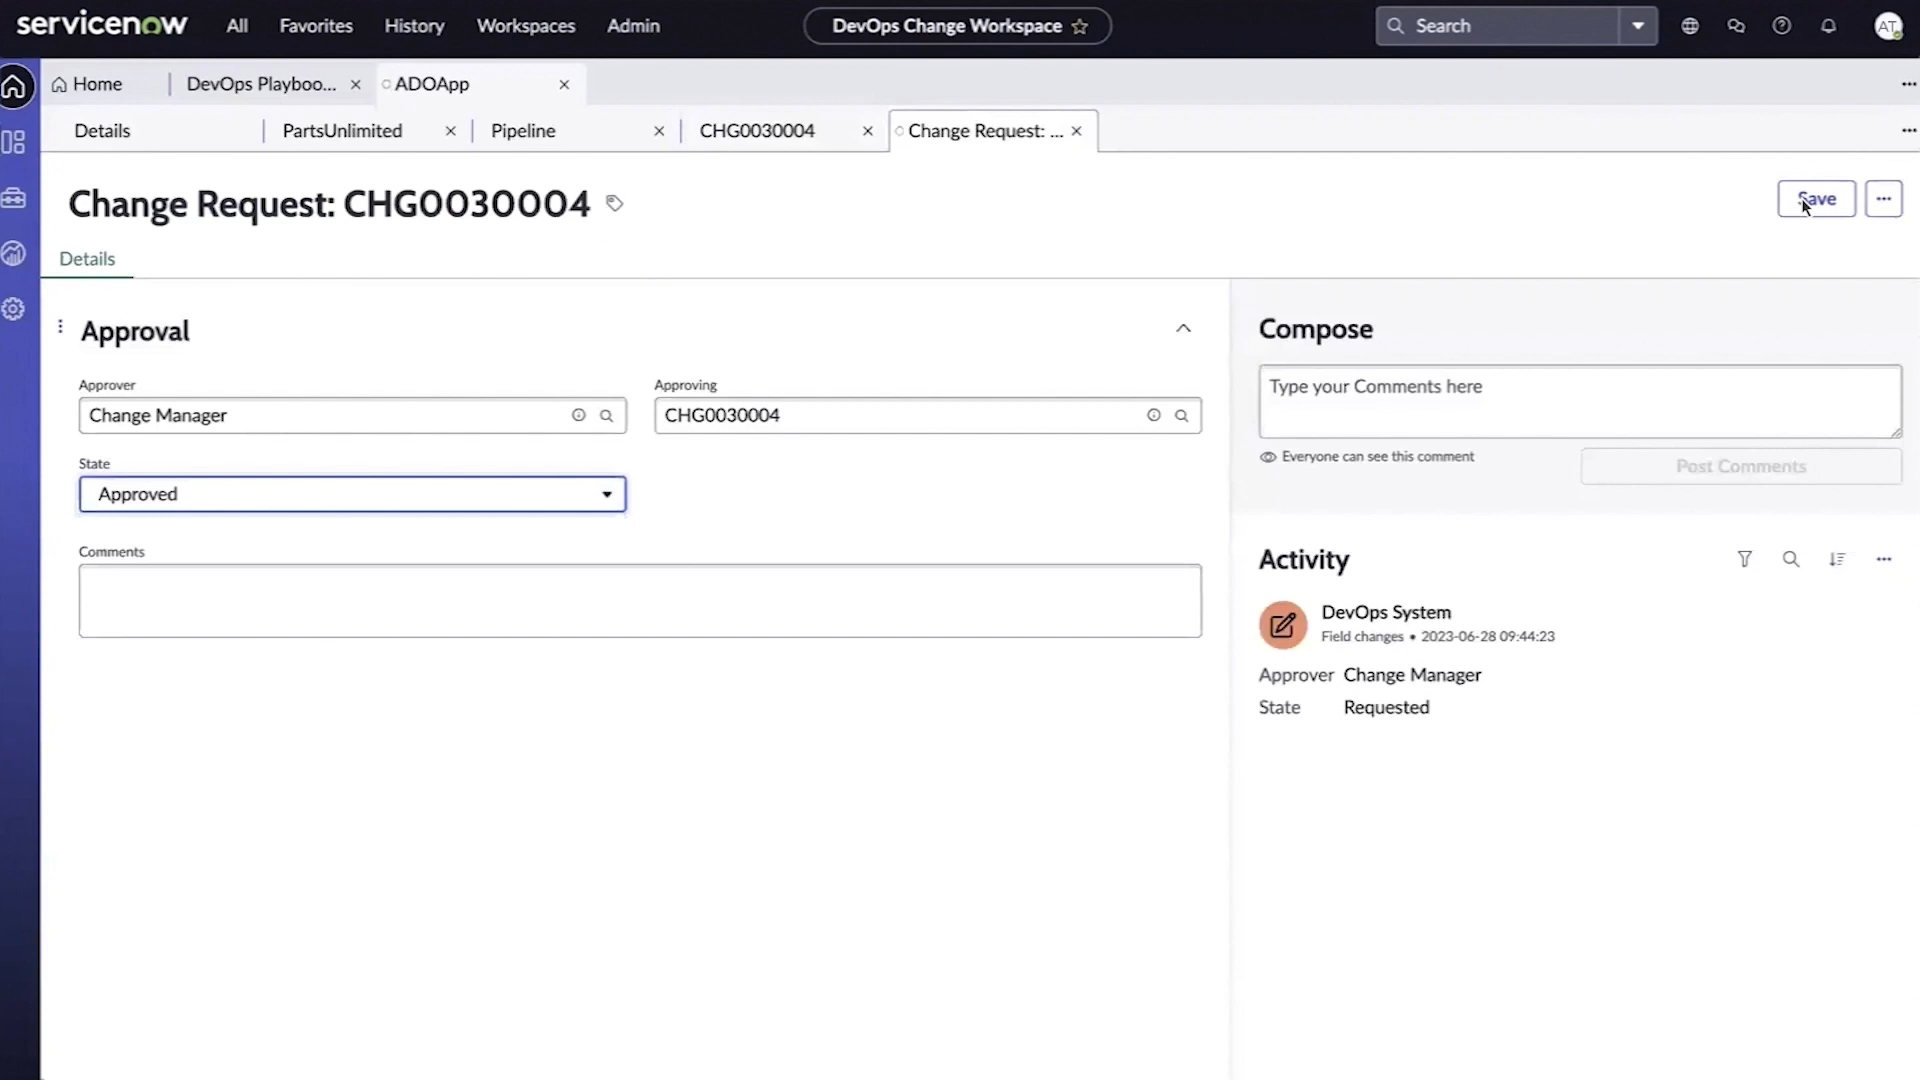 servicenow All Favorites History Workspaces Admin DevOps Change Workspace Search AT
Home DevOps Playboo... ADOApp
Details PartsUnlimited Pipeline CHG0030004 Change Request: ...
Change Request: CHG0030004 Save
Details
Approval
Approver
Change Manager
Approving
CHG0030004
State
Approved
Comments
Compose
Type your Comments here
Everyone can see this comment
Post Comments
Activity
DevOps System
Field changes • 2023-06-28 09:44:23
Approver Change Manager
State Requested